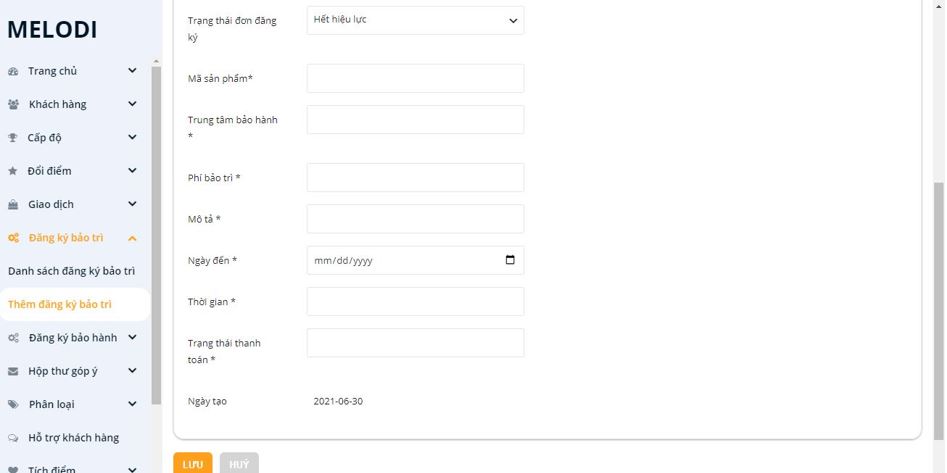 MELODI
Trang chủ
Khách hàng
Cấp độ
Đổi điểm
Giao dịch
Đăng ký bảo trì
Danh sách đăng ký bảo trì
Thêm đăng ký bảo trì
Đăng ký bảo hành
Hộp thư góp ý
Phân loại
Hỗ trợ khách hàng
Tích điểm
Trạng thái đơn đăng
ký
Hết hiệu lực
Mã sản phẩm*
Trung tâm bảo hành
*
Phí bảo trì *
Mô tả *
Ngày đến *
mm/dd/yyyy
Thời gian *
Trạng thái thanh
toán *
Ngày tạo
2021-06-30
LƯU
HUỶ